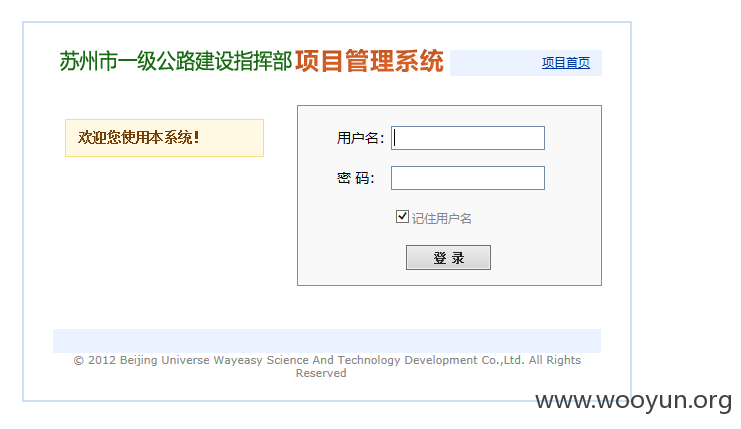 苏州市一级公路建设指挥部项目管理系统
项目首页
欢迎您使用本系统!
用户名:
密 码:
记住用户名
登 录
© 2012 Beijing Universe Wayeasy Science And Technology Development Co.,Ltd. All Rights
Reserved
www.wooyun.org